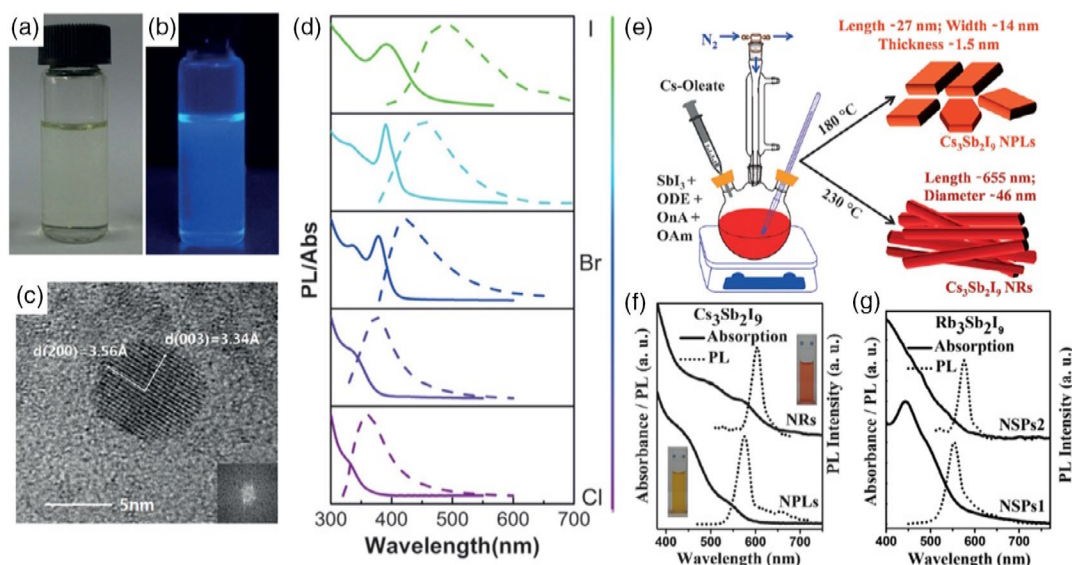 (a)
(b)
(c)
d(200)=3.56Å
d(003)=3.34Å
5nm
(d)
PL/Abs
I
Br
Cl
300 400 500 600 700
Wavelength(nm)
(e)
N₂
Cs-Oleate
SbI₃ +
ODE +
OnA +
OAm
180 °C
230 °C
Length ~27 nm; Width ~14 nm
Thickness ~1.5 nm
Cs₃Sb₂I₉ NPLs
Length ~655 nm;
Diameter ~46 nm
Cs₃Sb₂I₉ NRs
(f)
Cs₃Sb₂I₉
Absorption
PL
NRs
NPLs
Absorbance / PL (a. u.)
PL Intensity (a. u.)
400 500 600 700
Wavelength (nm)
(g)
Rb₃Sb₂I₉
Absorption
PL
NSPs2
NSPs1
Absorbance / PL (a. u.)
PL Intensity (a. u.)
400 500 600 700
Wavelength (nm)